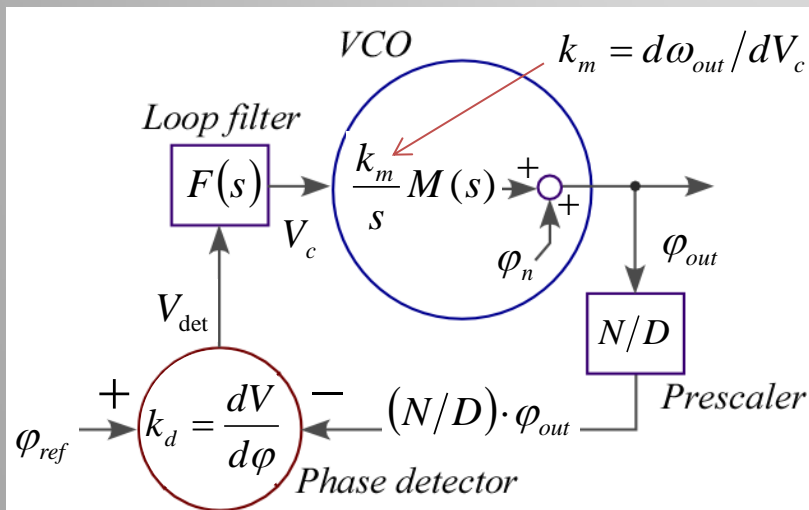 VCO
k_m = dω_out/dV_c
Loop filter
F(s)
k_m/s M(s)
+
+
V_c
φ_n
φ_out
V_det
N/D
Prescaler
+
−
φ_ref
k_d = dV/dφ
(N/D)·φ_out
Phase detector